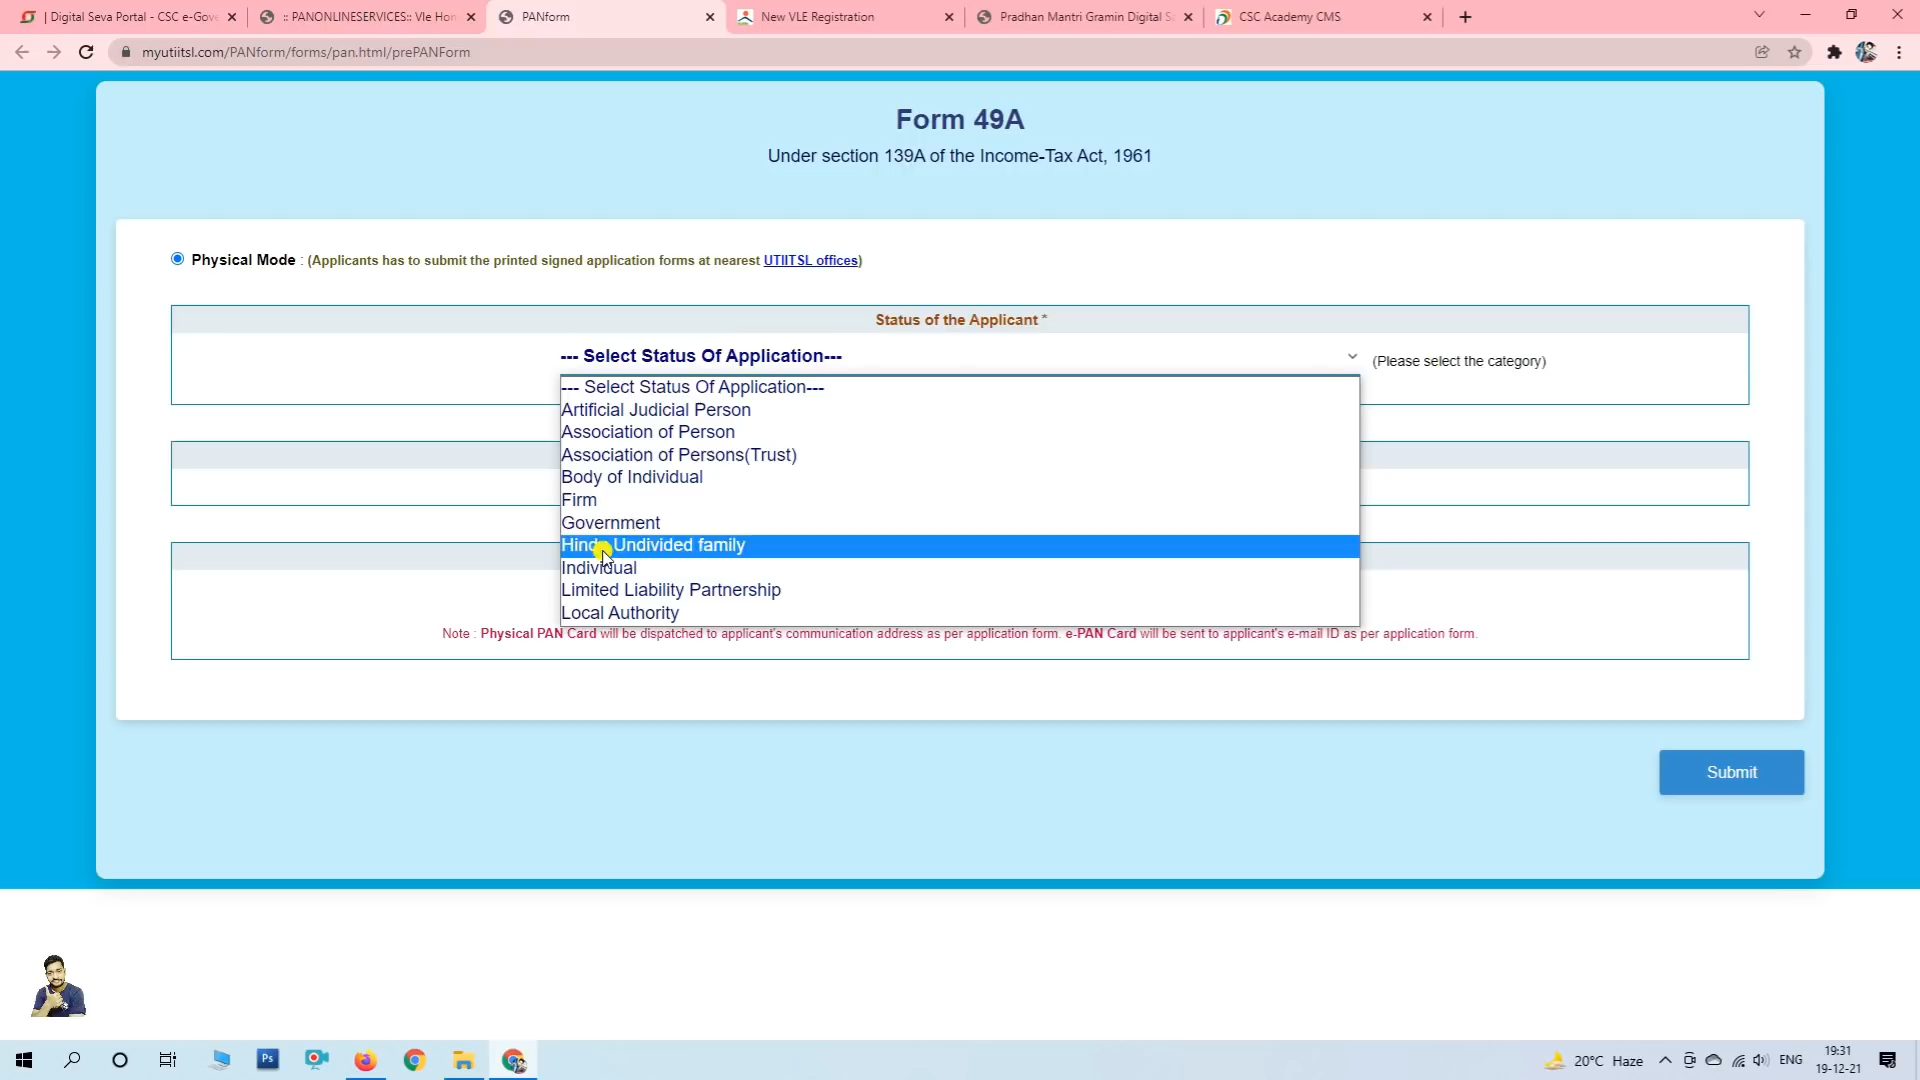 | Digital Seva Portal - CSC e-Gove
:: PANONLINESERVICES:: Vle Hom
PANform
New VLE Registration
Pradhan Mantri Gramin Digital S
CSC Academy CMS
myutiitsl.com/PANform/forms/pan.html/prePANForm
Form 49A
Under section 139A of the Income-Tax Act, 1961
Physical Mode : (Applicants has to submit the printed signed application forms at nearest UTIITSL offices)
Status of the Applicant *
--- Select Status Of Application---
(Please select the category)
--- Select Status Of Application---
Artificial Judicial Person
Association of Person
Association of Persons(Trust)
Body of Individual
Firm
Government
Hindu Undivided family
Individual
Limited Liability Partnership
Local Authority
Note : Physical PAN Card will be dispatched to applicant's communication address as per application form. e-PAN Card will be sent to applicant's e-mail ID as per application form.
Submit
Ps
20°C Haze
ENG
19:31
19-12-21